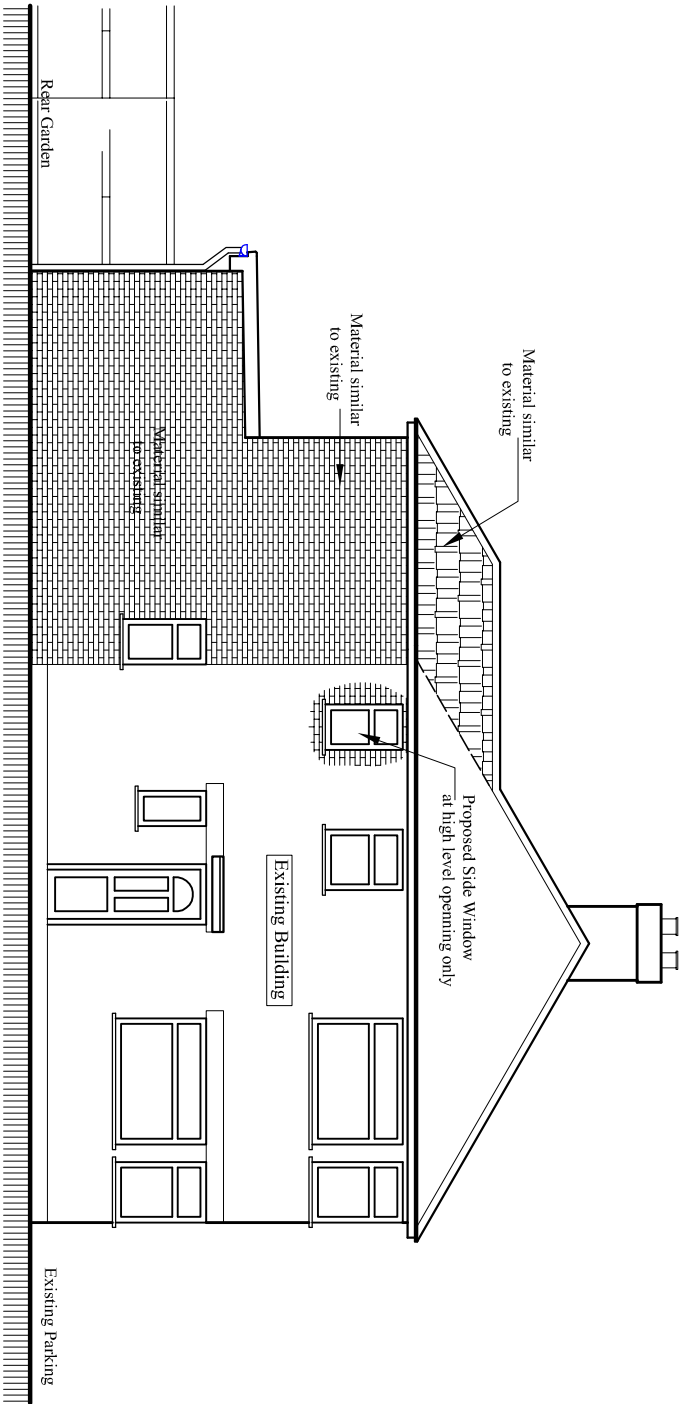 Material similar
to existing
Material similar
to existing
Proposed Side Window
at high level openning only
Material similar
to existing
Existing Building
Rear Garden
Existing Parking